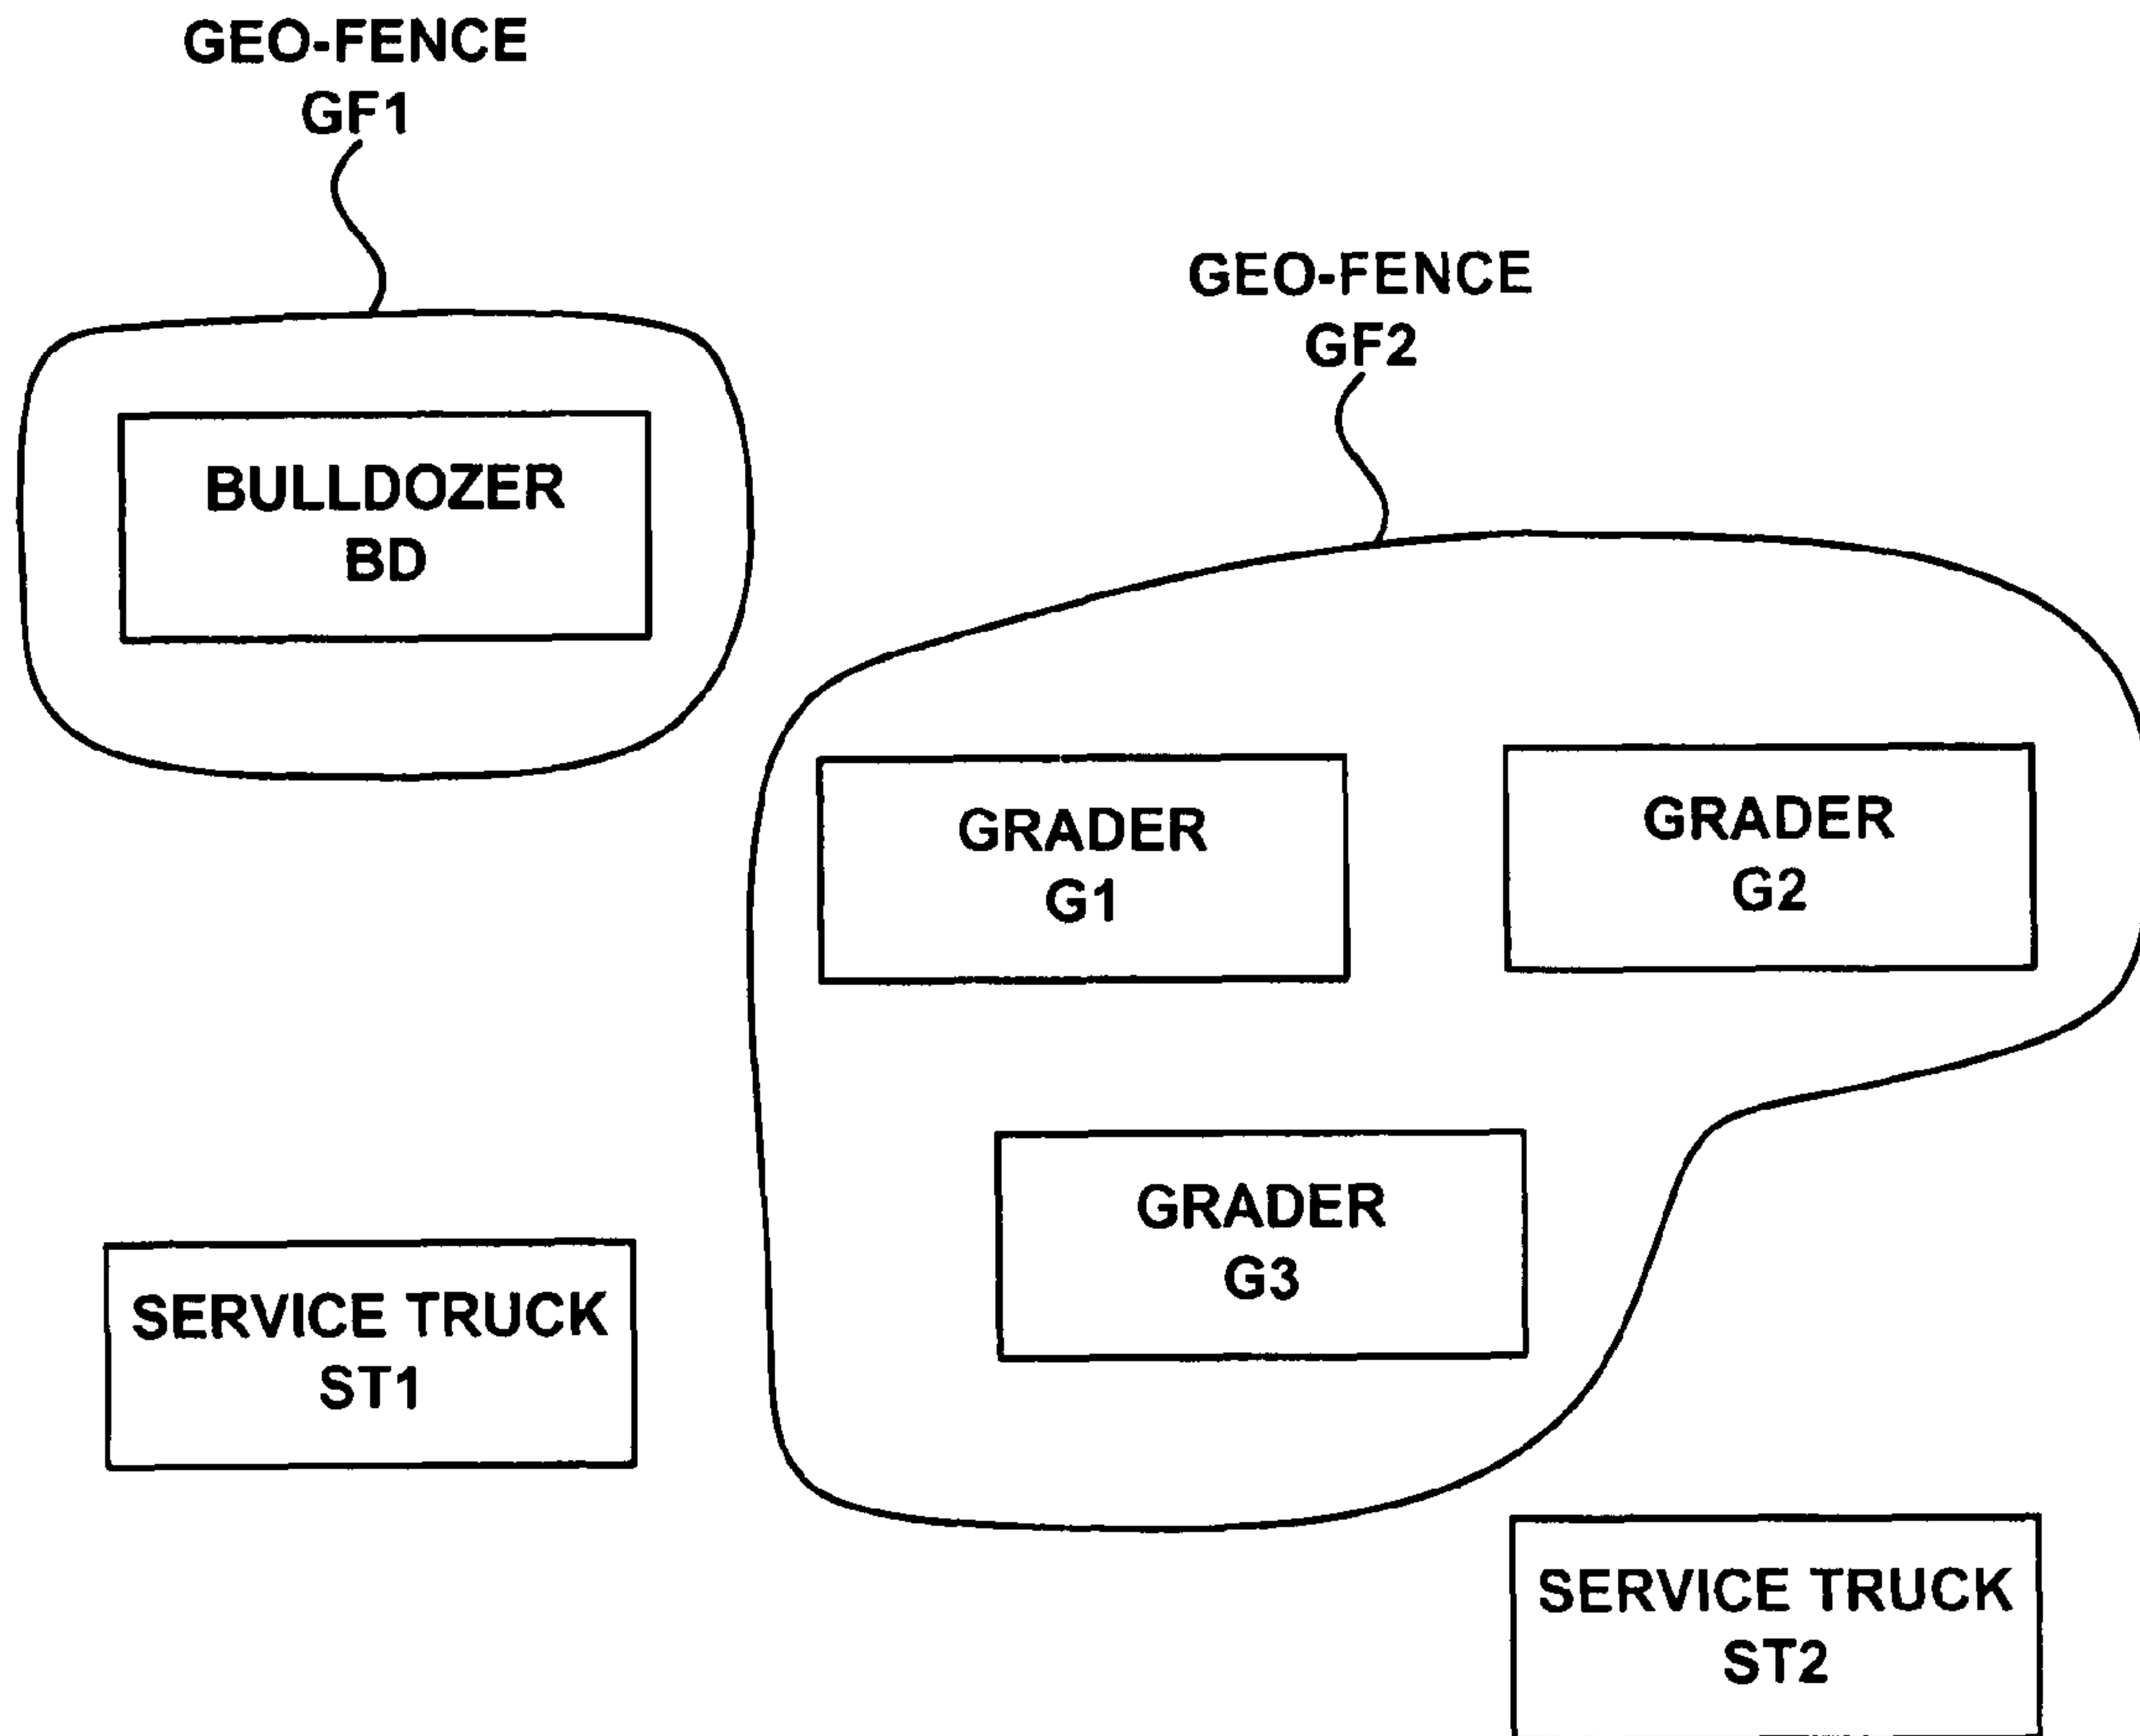 GEO-FENCE
GF1
GEO-FENCE
GF2
BULLDOZER
BD
GRADER
G1
GRADER
G2
GRADER
G3
SERVICE TRUCK
ST1
SERVICE TRUCK
ST2